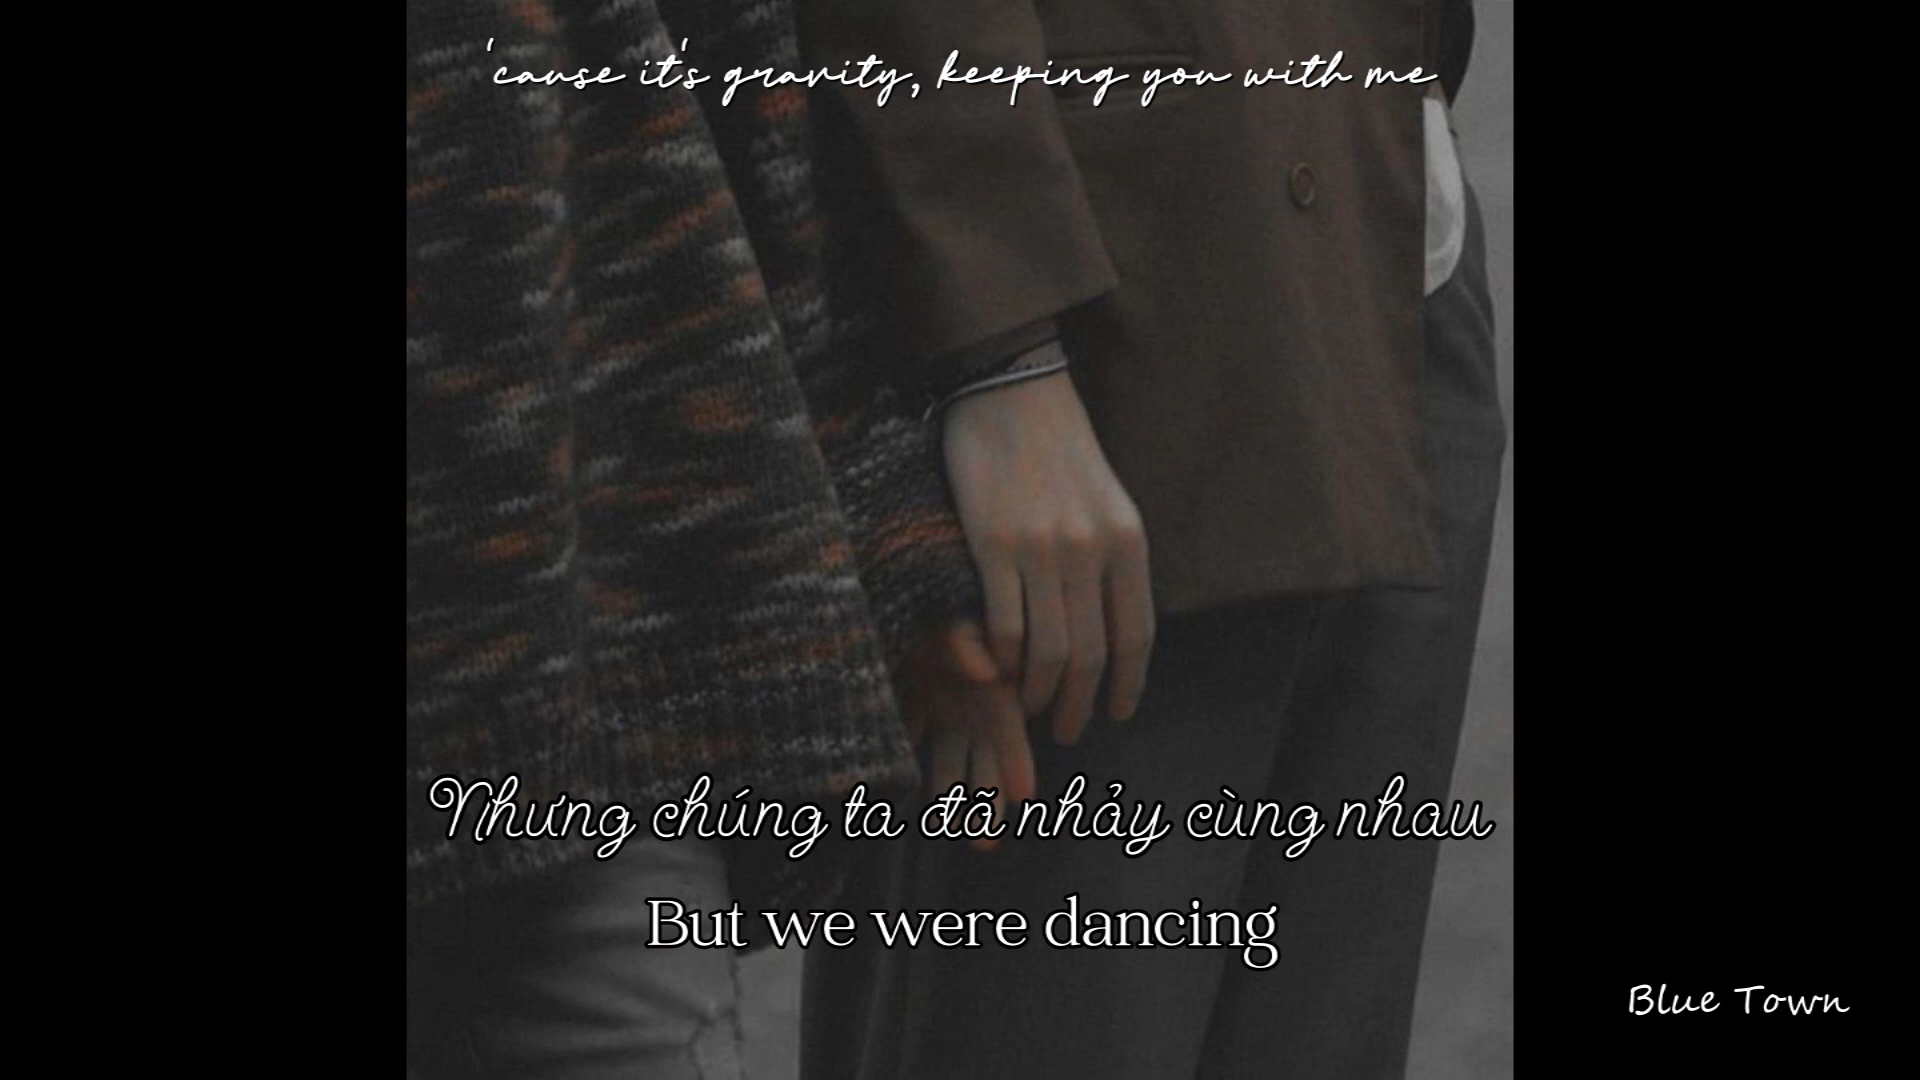 'cause it's gravity, keeping you with me
Nhưng chúng ta đã nhảy cùng nhau
But we were dancing
Blue Town